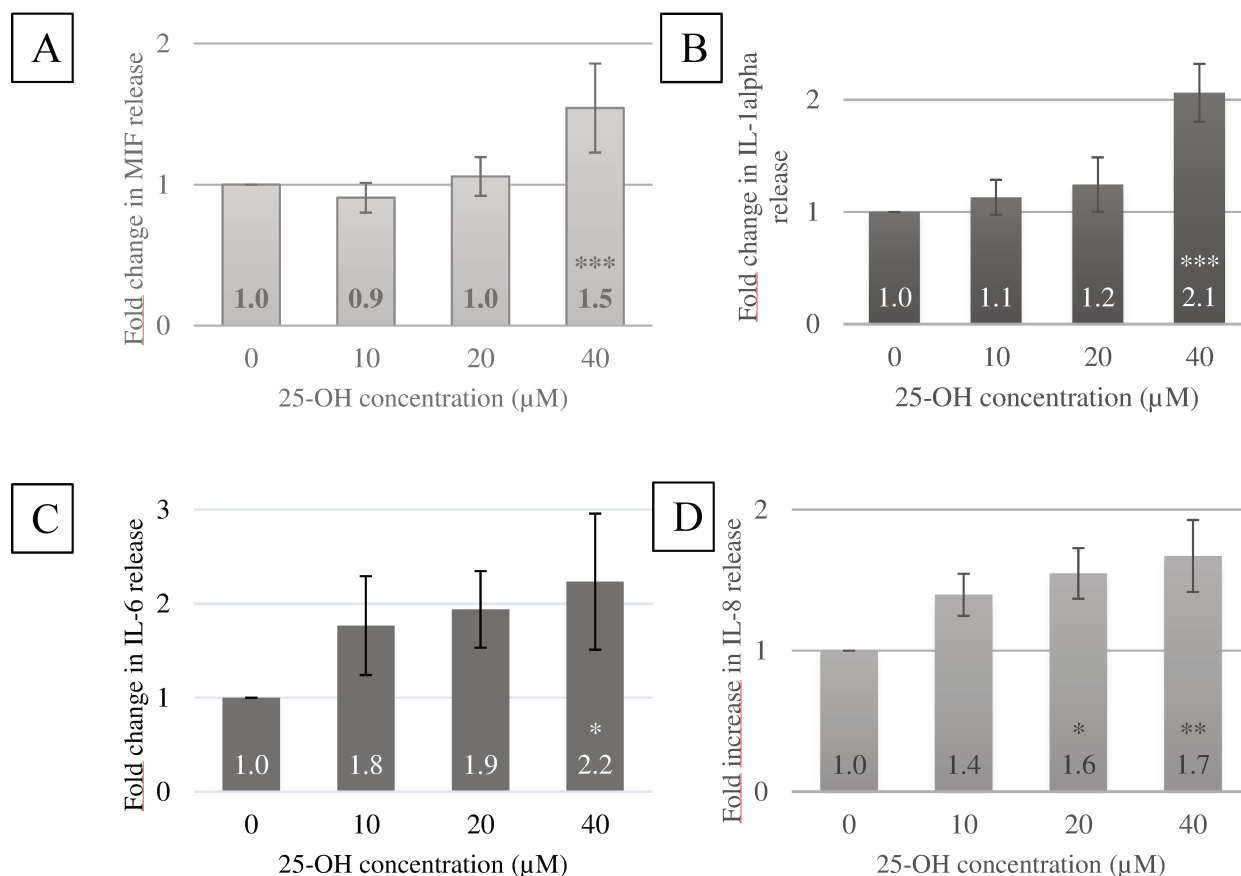 A
Fold change in MIF release
2
1
0
***
1.0 0.9 1.0 1.5
0 10 20 40
25-OH concentration (µM)
B
Fold change in IL-1alpha
release
2
1
0
***
1.0 1.1 1.2 2.1
0 10 20 40
25-OH concentration (µM)
C
Fold change in IL-6 release
3
2
1
0
*
1.0 1.8 1.9 2.2
0 10 20 40
25-OH concentration (µM)
D
Fold increase in IL-8 release
2
1
0
* **
1.0 1.4 1.6 1.7
0 10 20 40
25-OH concentration (µM)